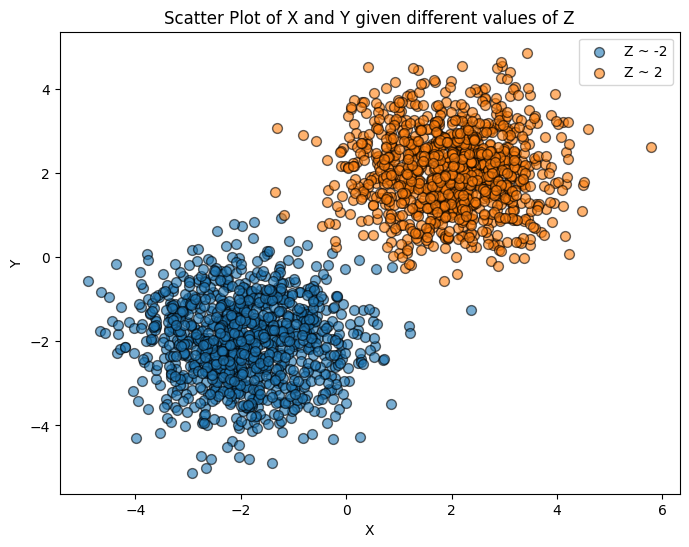 Scatter Plot of X and Y given different values of Z
Z ~ -2
Z ~ 2
4
2
0
−2
−4
Y
−4
−2
0
2
4
6
X